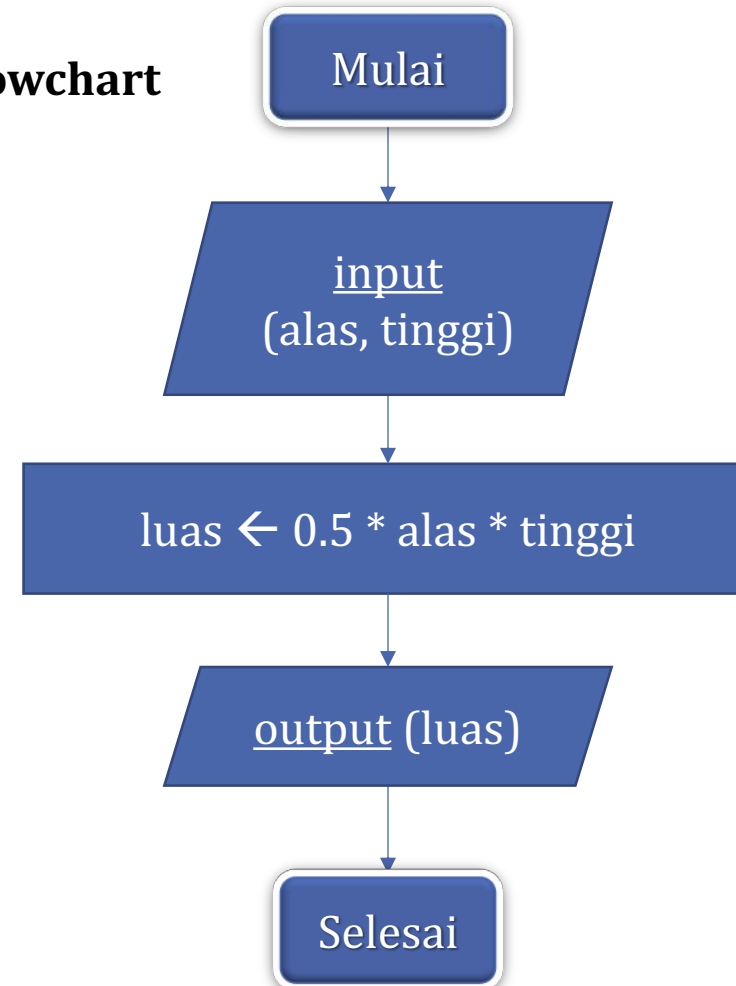 owchart
Mulai
input
(alas, tinggi)
luas ← 0.5 * alas * tinggi
output (luas)
Selesai